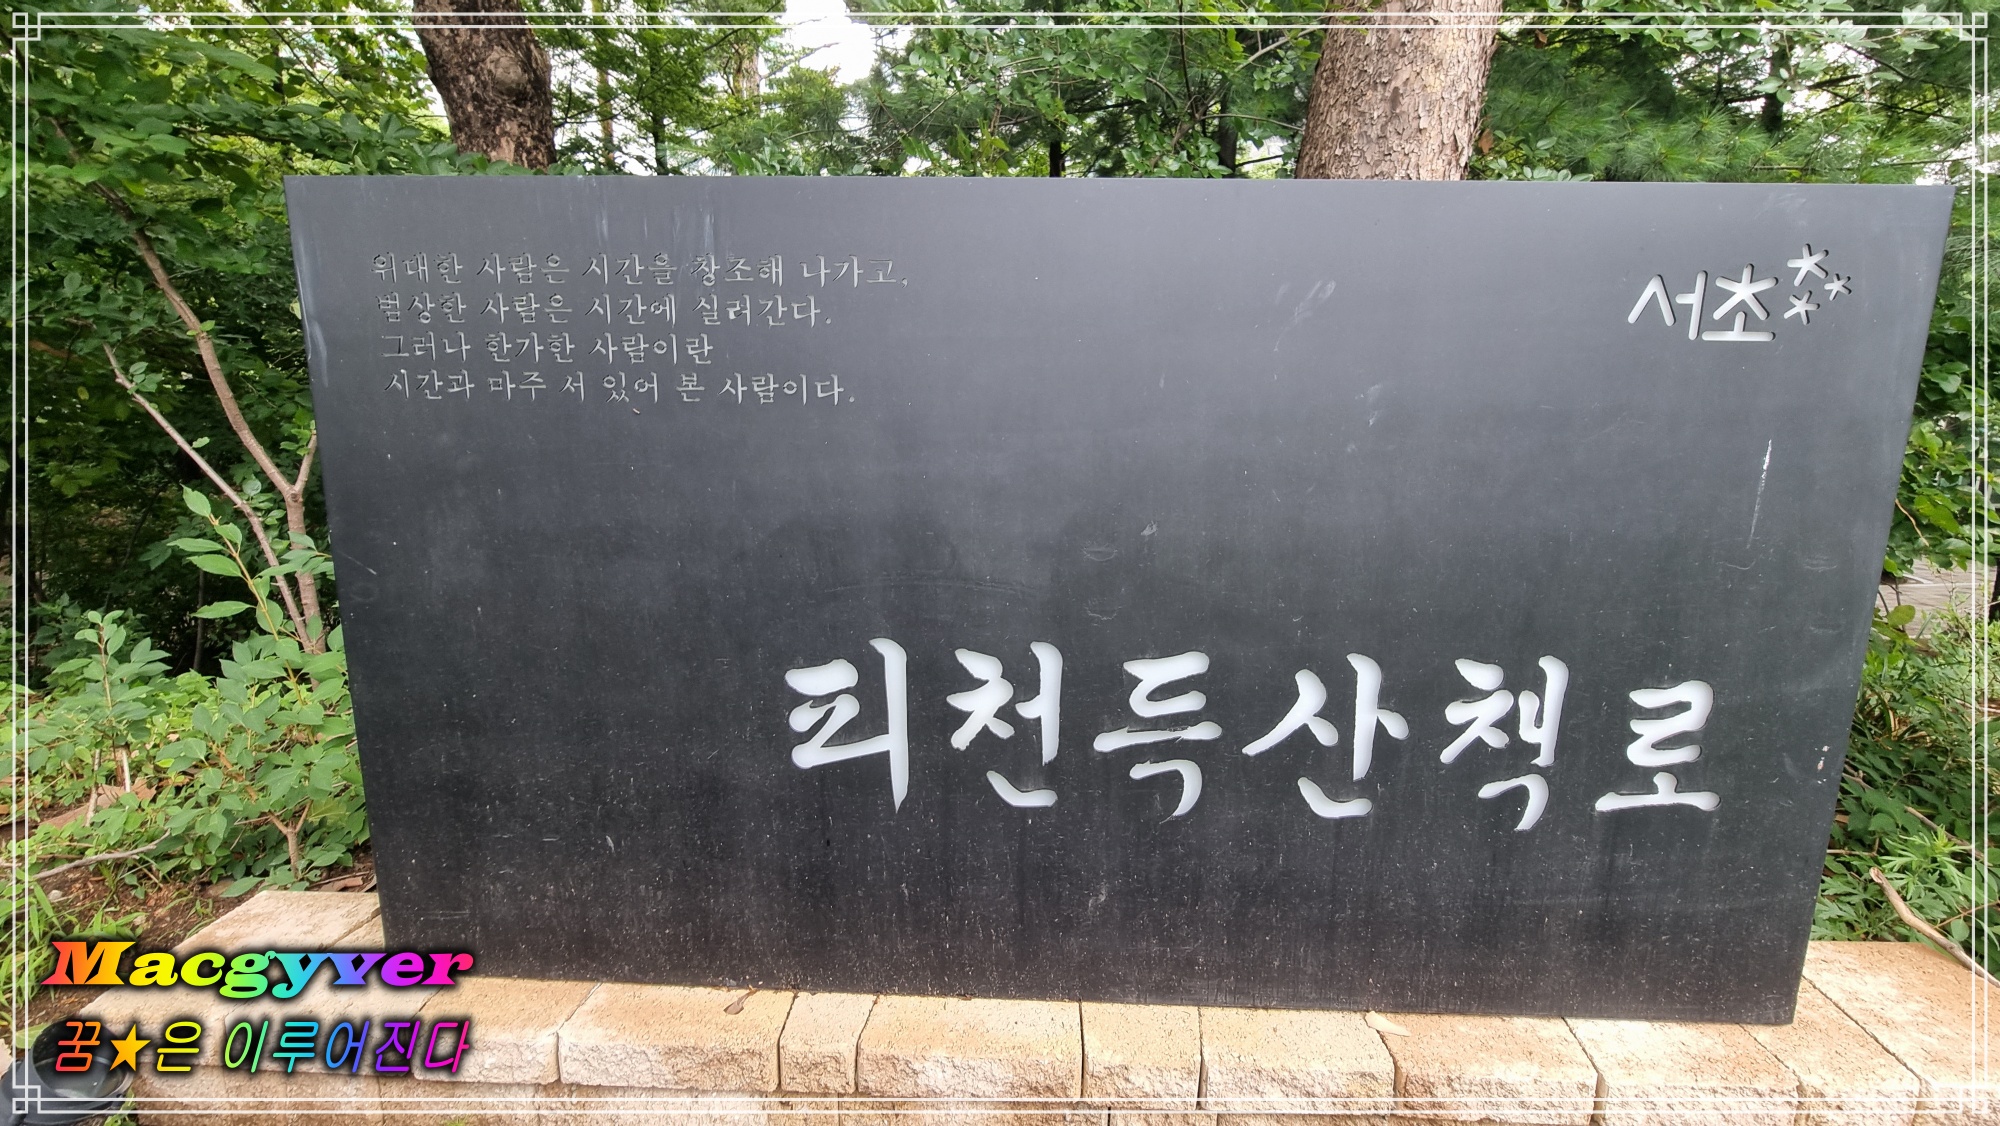 위대한 사람은 시간을 창조해 나가고,
범상한 사람은 시간에 실려간다.
그러나 한가한 사람이란
시간과 마주 서 있어 본 사람이다.
서초
피천득산책로
Macgyver
꿈★은 이루어진다